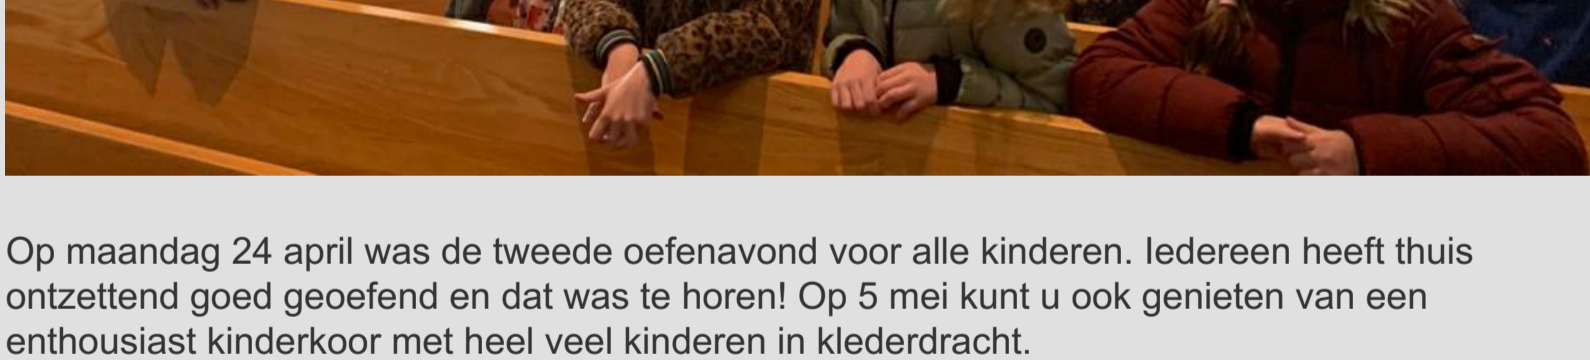 Op maandag 24 april was de tweede oefenavond voor alle kinderen. Iedereen heeft thuis
ontzettend goed geoefend en dat was te horen! Op 5 mei kunt u ook genieten van een
enthousiast kinderkoor met heel veel kinderen in klederdracht.